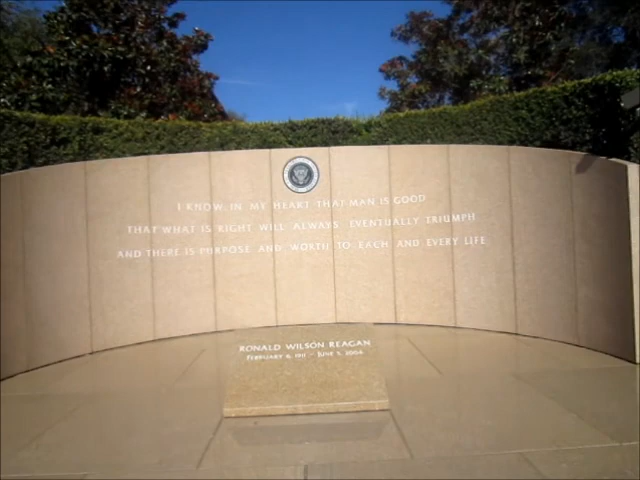 I KNOW IN MY HEART THAT MAN IS GOOD
THAT WHAT IS RIGHT WILL ALWAYS EVENTUALLY TRIUMPH
AND THERE IS PURPOSE AND WORTH TO EACH AND EVERY LIFE
RONALD WILSON REAGAN
FEBRUARY 6, 1911 - JUNE 5, 2004